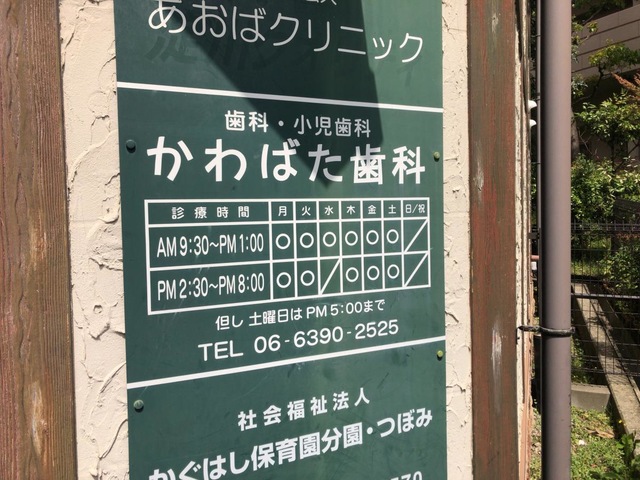 あおばクリニック
歯科・小児歯科
かわばた歯科
診療時間 月 火 水 木 金 土 日/祝
AM 9:30〜PM 1:00 ○ ○ ○ ○ ○ ○ ／
PM 2:30〜PM 8:00 ○ ○ ／ ○ ○ ○ ／
但し 土曜日は PM 5:00まで
TEL 06-6390-2525
社会福祉法人
かぐはし保育園分園・つぼみ